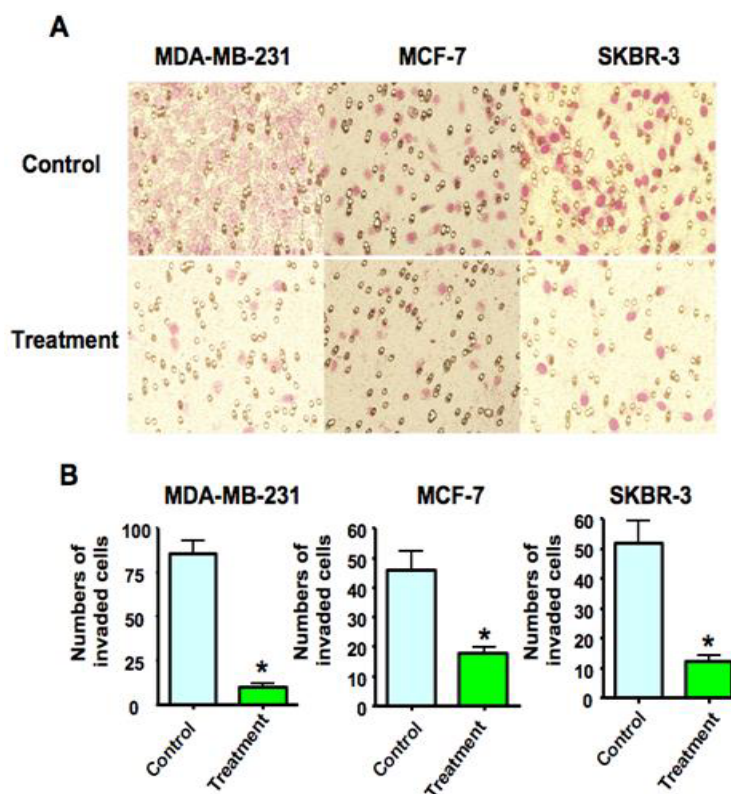 A
MDA-MB-231 MCF-7 SKBR-3
Control
Treatment
B
MDA-MB-231
Numbers of
invaded cells
100
75
50
25
0
Control
Treatment
*
MCF-7
Numbers of
invaded cells
60
50
40
30
20
10
0
Control
Treatment
*
SKBR-3
Numbers of
invaded cells
60
50
40
30
20
10
0
Control
Treatment
*